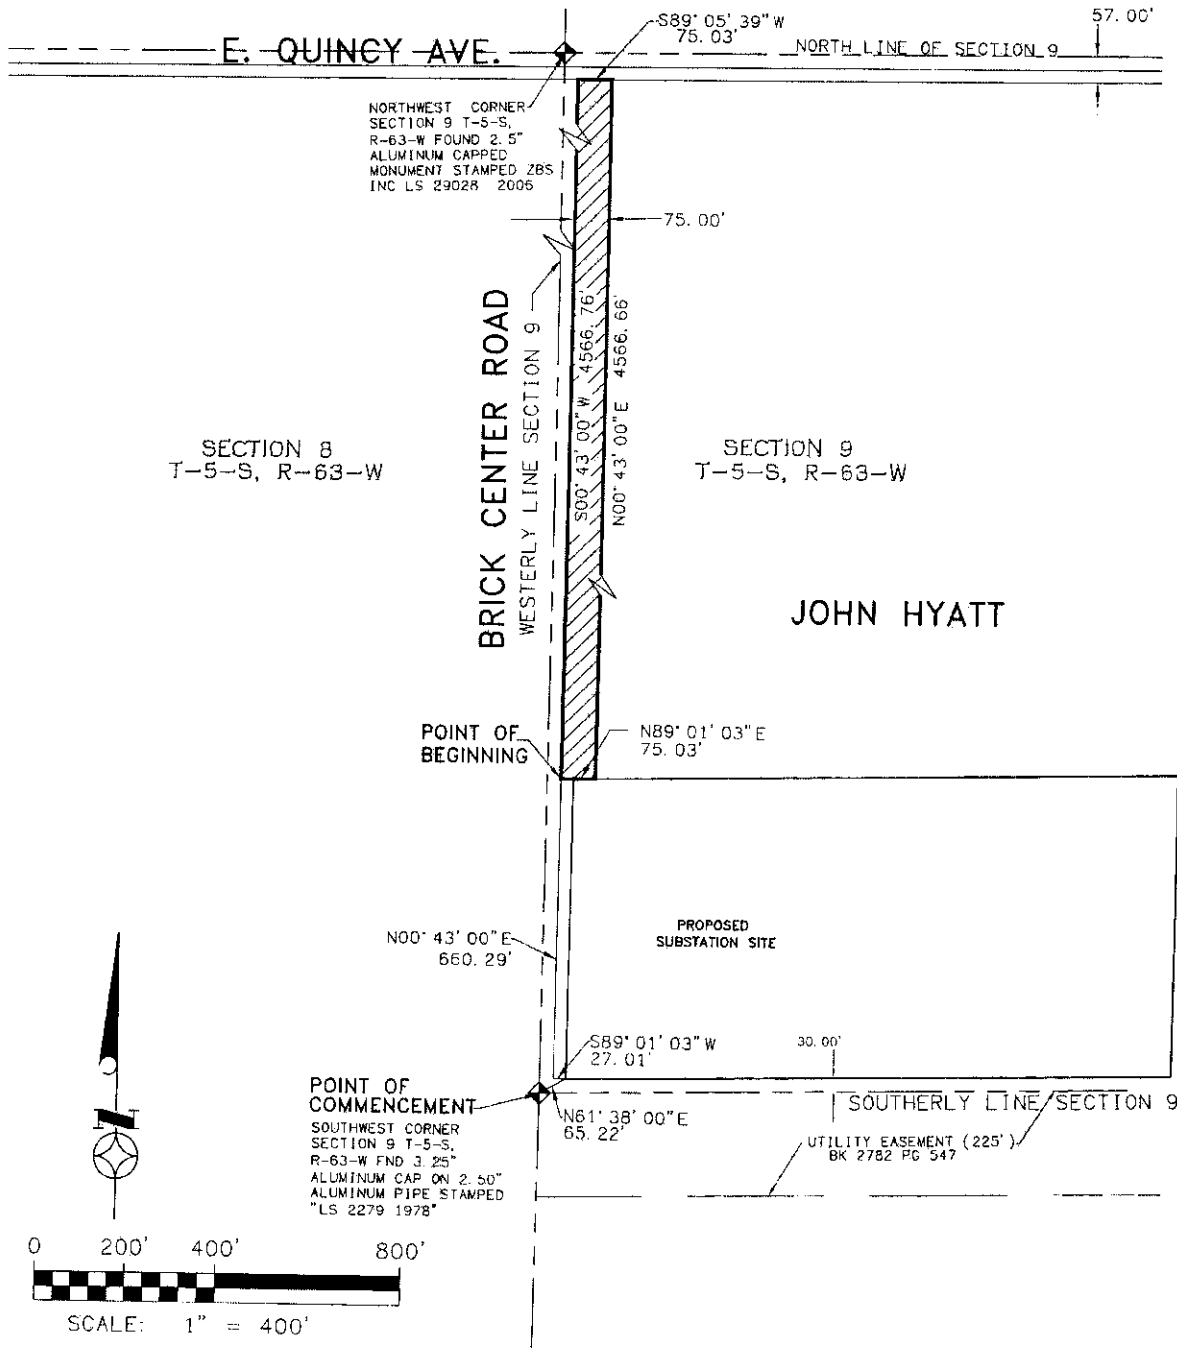 S89° 05' 39" W
75.03'
57.00'
E. QUINCY AVE.
NORTH LINE OF SECTION 9
NORTHWEST CORNER
SECTION 9 T-5-S,
R-63-W FOUND 2.5"
ALUMINUM CAPPED
MONUMENT STAMPED ZBS
INC LS 29028 2006
75.00'
BRICK CENTER ROAD
WESTERLY LINE SECTION 9
S00° 43' 00" W 4566.76'
N00° 43' 00" E 4566.66'
SECTION 8
T-5-S, R-63-W
SECTION 9
T-5-S, R-63-W
JOHN HYATT
POINT OF
BEGINNING
N89° 01' 03" E
75.03'
PROPOSED
SUBSTATION SITE
N00° 43' 00" E
660.29'
S89° 01' 03" W
27.01'
30.00'
POINT OF
COMMENCEMENT
SOUTHWEST CORNER
SECTION 9 T-5-S,
R-63-W FND 3.25"
ALUMINUM CAP ON 2.50"
ALUMINUM PIPE STAMPED
"LS 2279 1978"
N61° 38' 00" E
65.22'
SOUTHERLY LINE SECTION 9
UTILITY EASEMENT (225')
BK 2782 PG 547
N
0 200' 400' 800'
SCALE: 1" = 400'